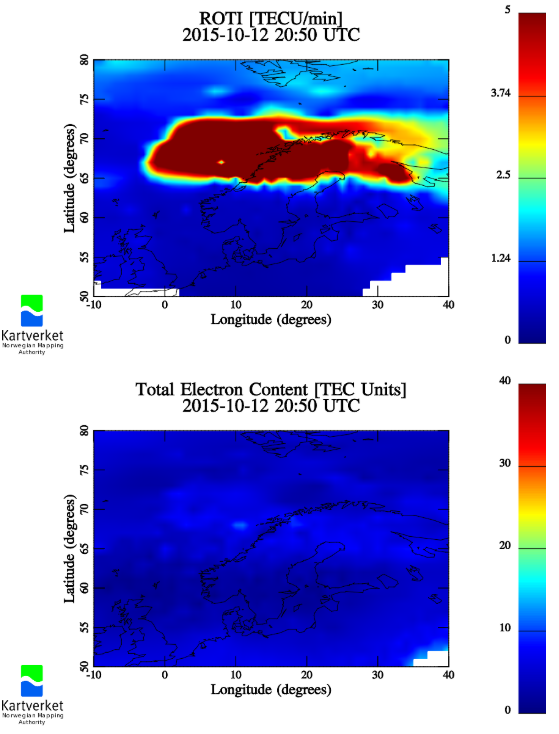 ROTI [TECU/min]
2015-10-12 20:50 UTC
80
75
70
65
60
55
50
Latitude (degrees)
-10
0
10
20
30
40
Longitude (degrees)
5
3.74
2.5
1.24
0
Kartverket
Norwegian Mapping
Authority
Total Electron Content [TEC Units]
2015-10-12 20:50 UTC
80
75
70
65
60
55
50
Latitude (degrees)
-10
0
10
20
30
40
Longitude (degrees)
40
30
20
10
0
Kartverket
Norwegian Mapping
Authority